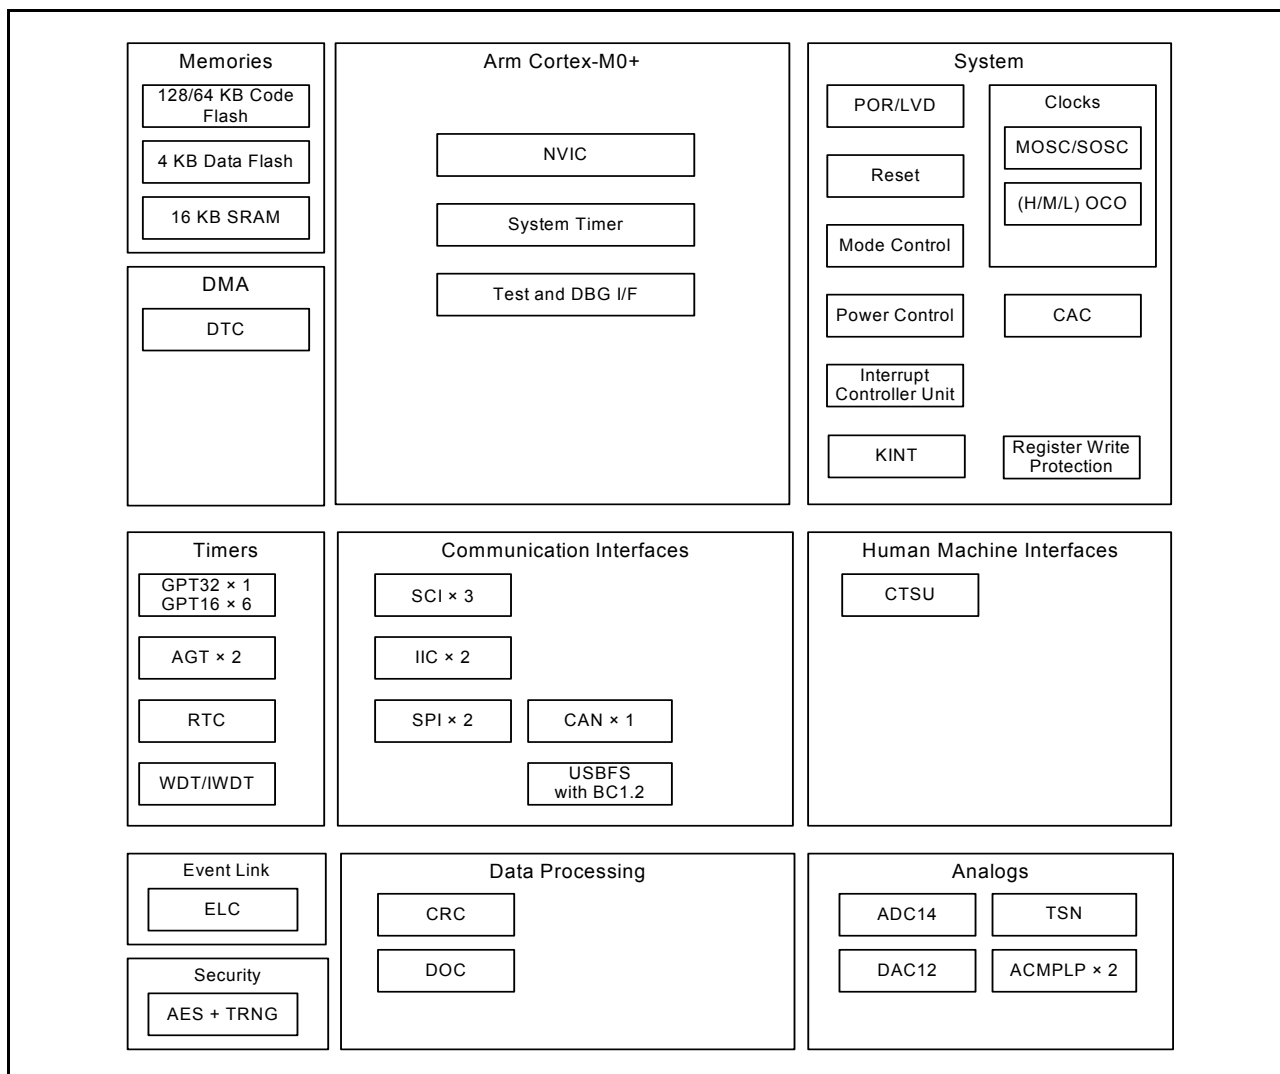 Memories
128/64 KB Code
Flash
4 KB Data Flash
16 KB SRAM
DMA
DTC
Arm Cortex-M0+
NVIC
System Timer
Test and DBG I/F
System
POR/LVD
Reset
Mode Control
Power Control
Interrupt
Controller Unit
KINT
Clocks
MOSC/SOSC
(H/M/L) OCO
CAC
Register Write
Protection
Timers
GPT32 × 1
GPT16 × 6
AGT × 2
RTC
WDT/IWDT
Communication Interfaces
SCI × 3
IIC × 2
SPI × 2
CAN × 1
USBFS
with BC1.2
Human Machine Interfaces
CTSU
Event Link
ELC
Security
AES + TRNG
Data Processing
CRC
DOC
Analogs
ADC14
TSN
DAC12
ACMPLP × 2